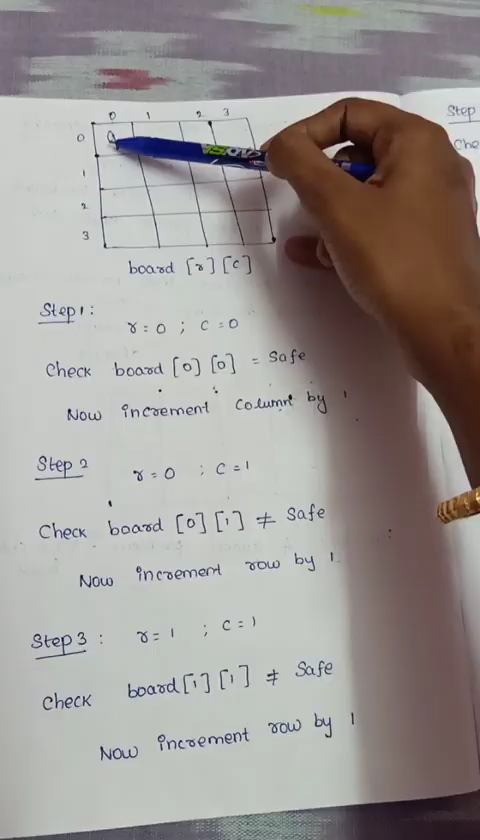 Step
Che
0 1 2 3
0 Q
1
2
3
board [r][c]
Step 1:
r = 0 ; c = 0
Check board [0] [0] = Safe
Now increment column by 1
Step 2
r = 0 ; c = 1
Check board [0] [1] ≠ Safe
Now increment row by 1
Step 3 : r = 1 ; c = 1
Check board [1] [1] ≠ Safe
Now increment row by 1